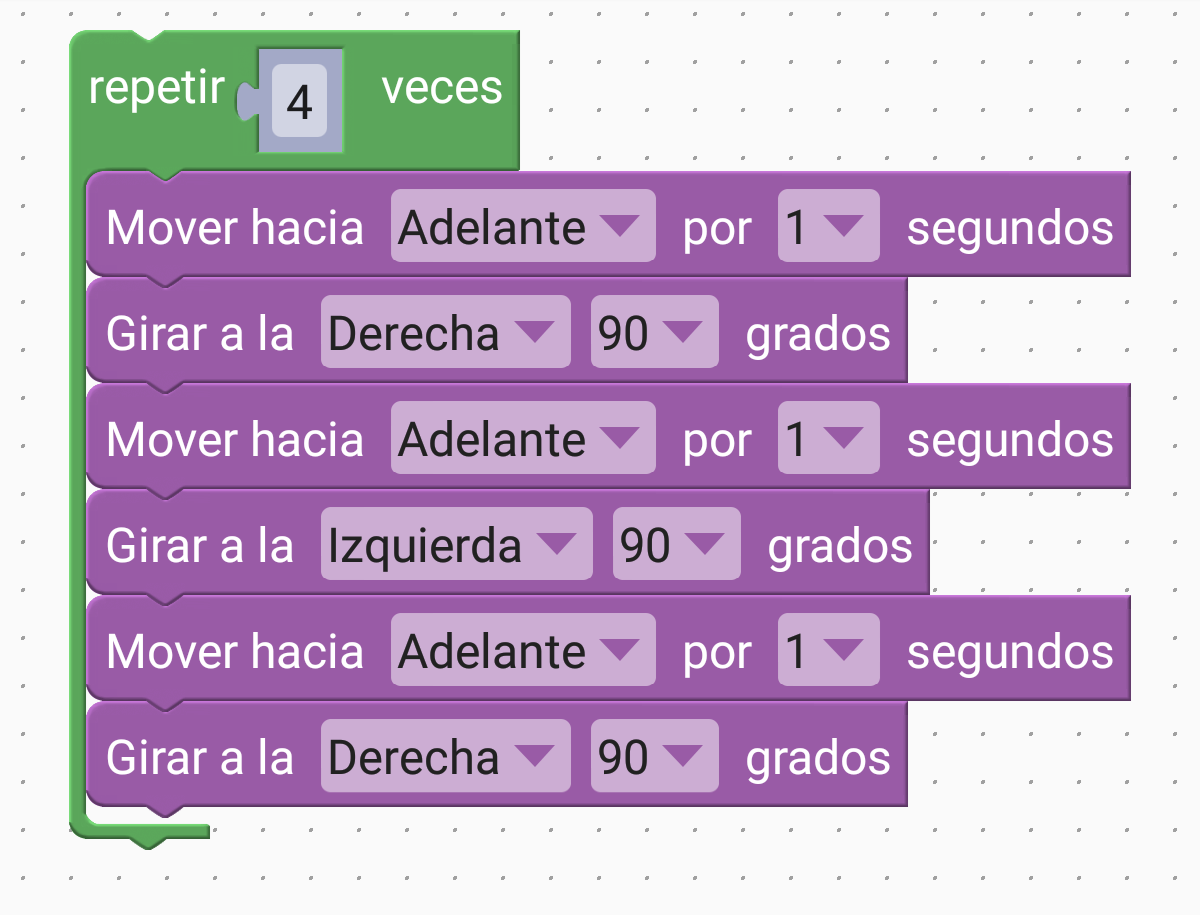 repetir 4 veces
Mover hacia Adelante por 1 segundos
Girar a la Derecha 90 grados
Mover hacia Adelante por 1 segundos
Girar a la Izquierda 90 grados
Mover hacia Adelante por 1 segundos
Girar a la Derecha 90 grados